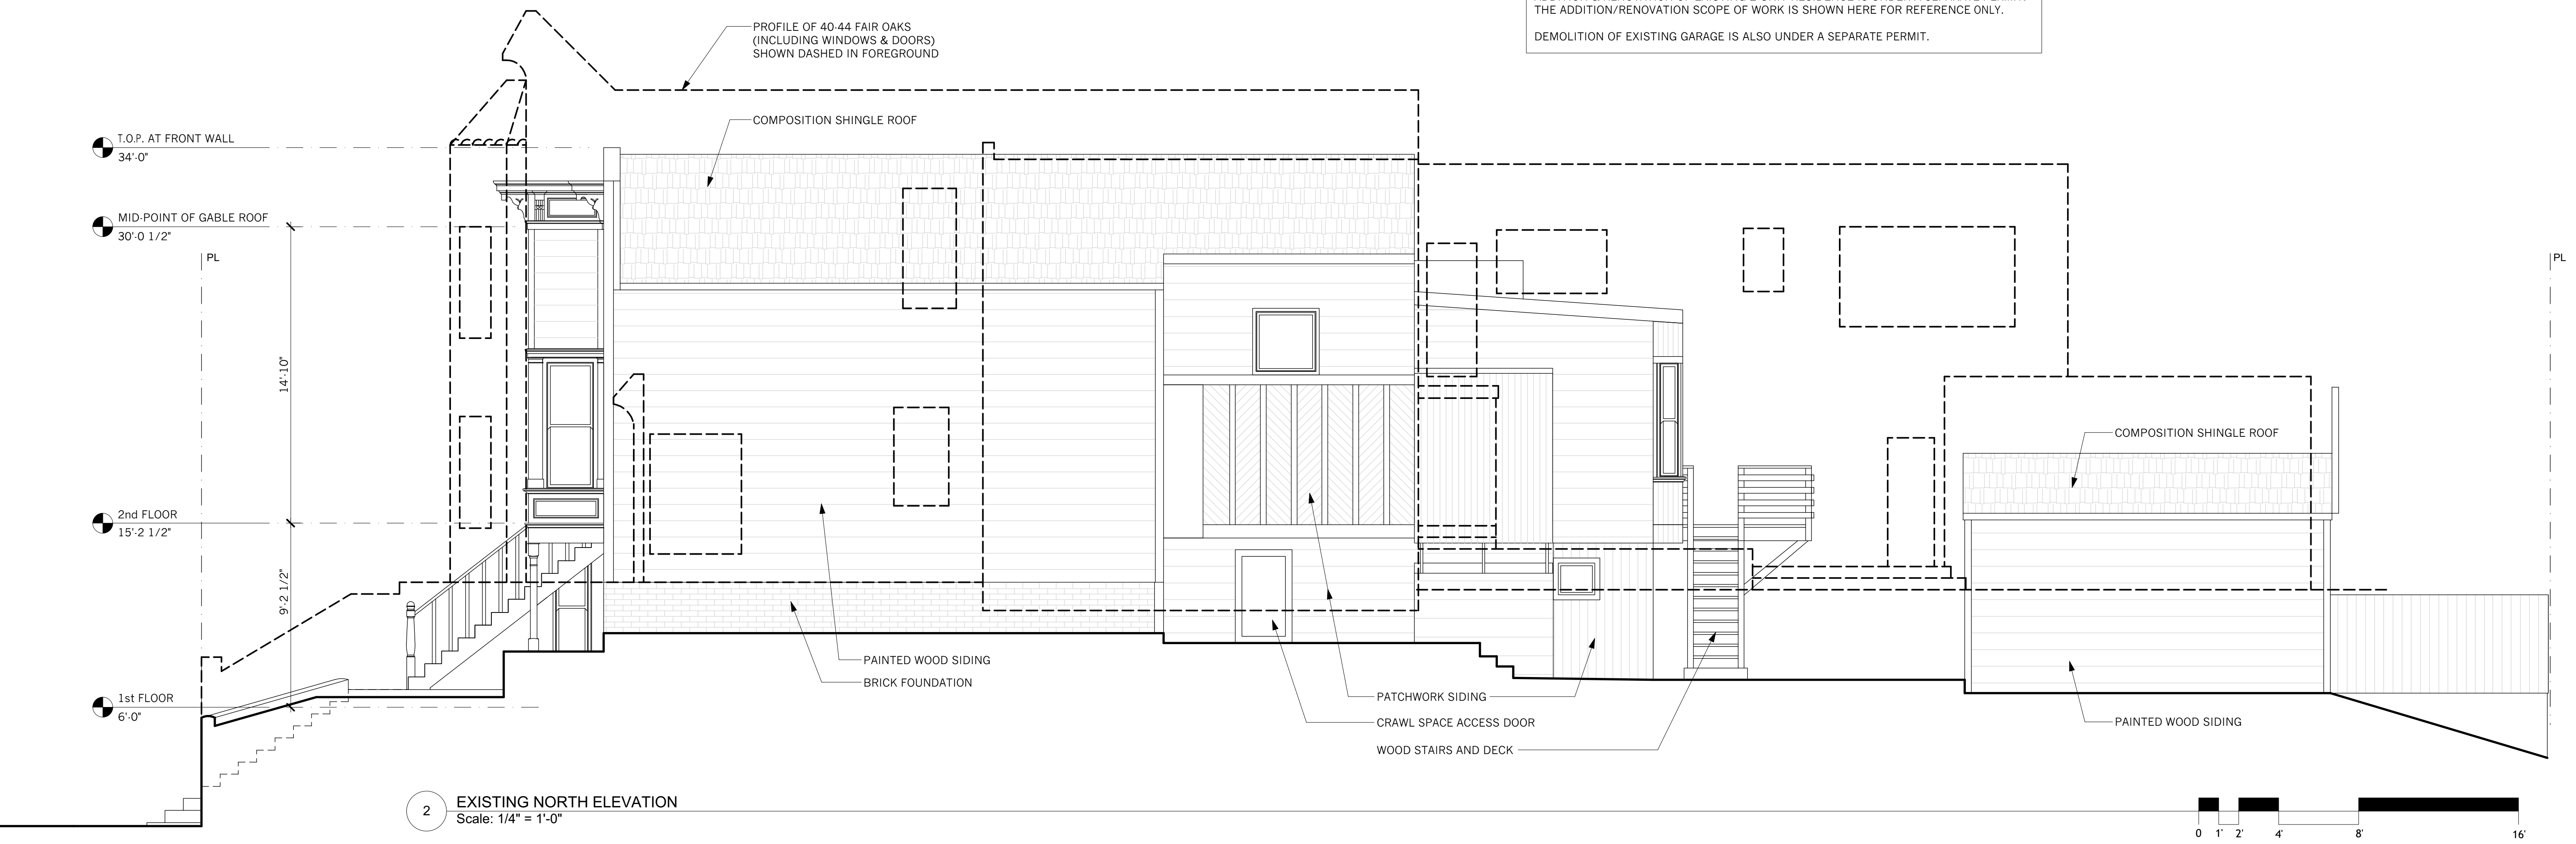 THE ADDITION/RENOVATION SCOPE OF WORK IS SHOWN HERE FOR REFERENCE ONLY.
DEMOLITION OF EXISTING GARAGE IS ALSO UNDER A SEPARATE PERMIT.
PROFILE OF 40-44 FAIR OAKS
(INCLUDING WINDOWS & DOORS)
SHOWN DASHED IN FOREGROUND
COMPOSITION SHINGLE ROOF
T.O.P. AT FRONT WALL
34'-0"
MID-POINT OF GABLE ROOF
30'-0 1/2"
PL
PL
14'-10"
COMPOSITION SHINGLE ROOF
2nd FLOOR
15'-2 1/2"
9'-2 1/2"
1st FLOOR
6'-0"
PAINTED WOOD SIDING
BRICK FOUNDATION
PATCHWORK SIDING
CRAWL SPACE ACCESS DOOR
WOOD STAIRS AND DECK
PAINTED WOOD SIDING
2
EXISTING NORTH ELEVATION
Scale: 1/4" = 1'-0"
0 1' 2' 4' 8' 16'